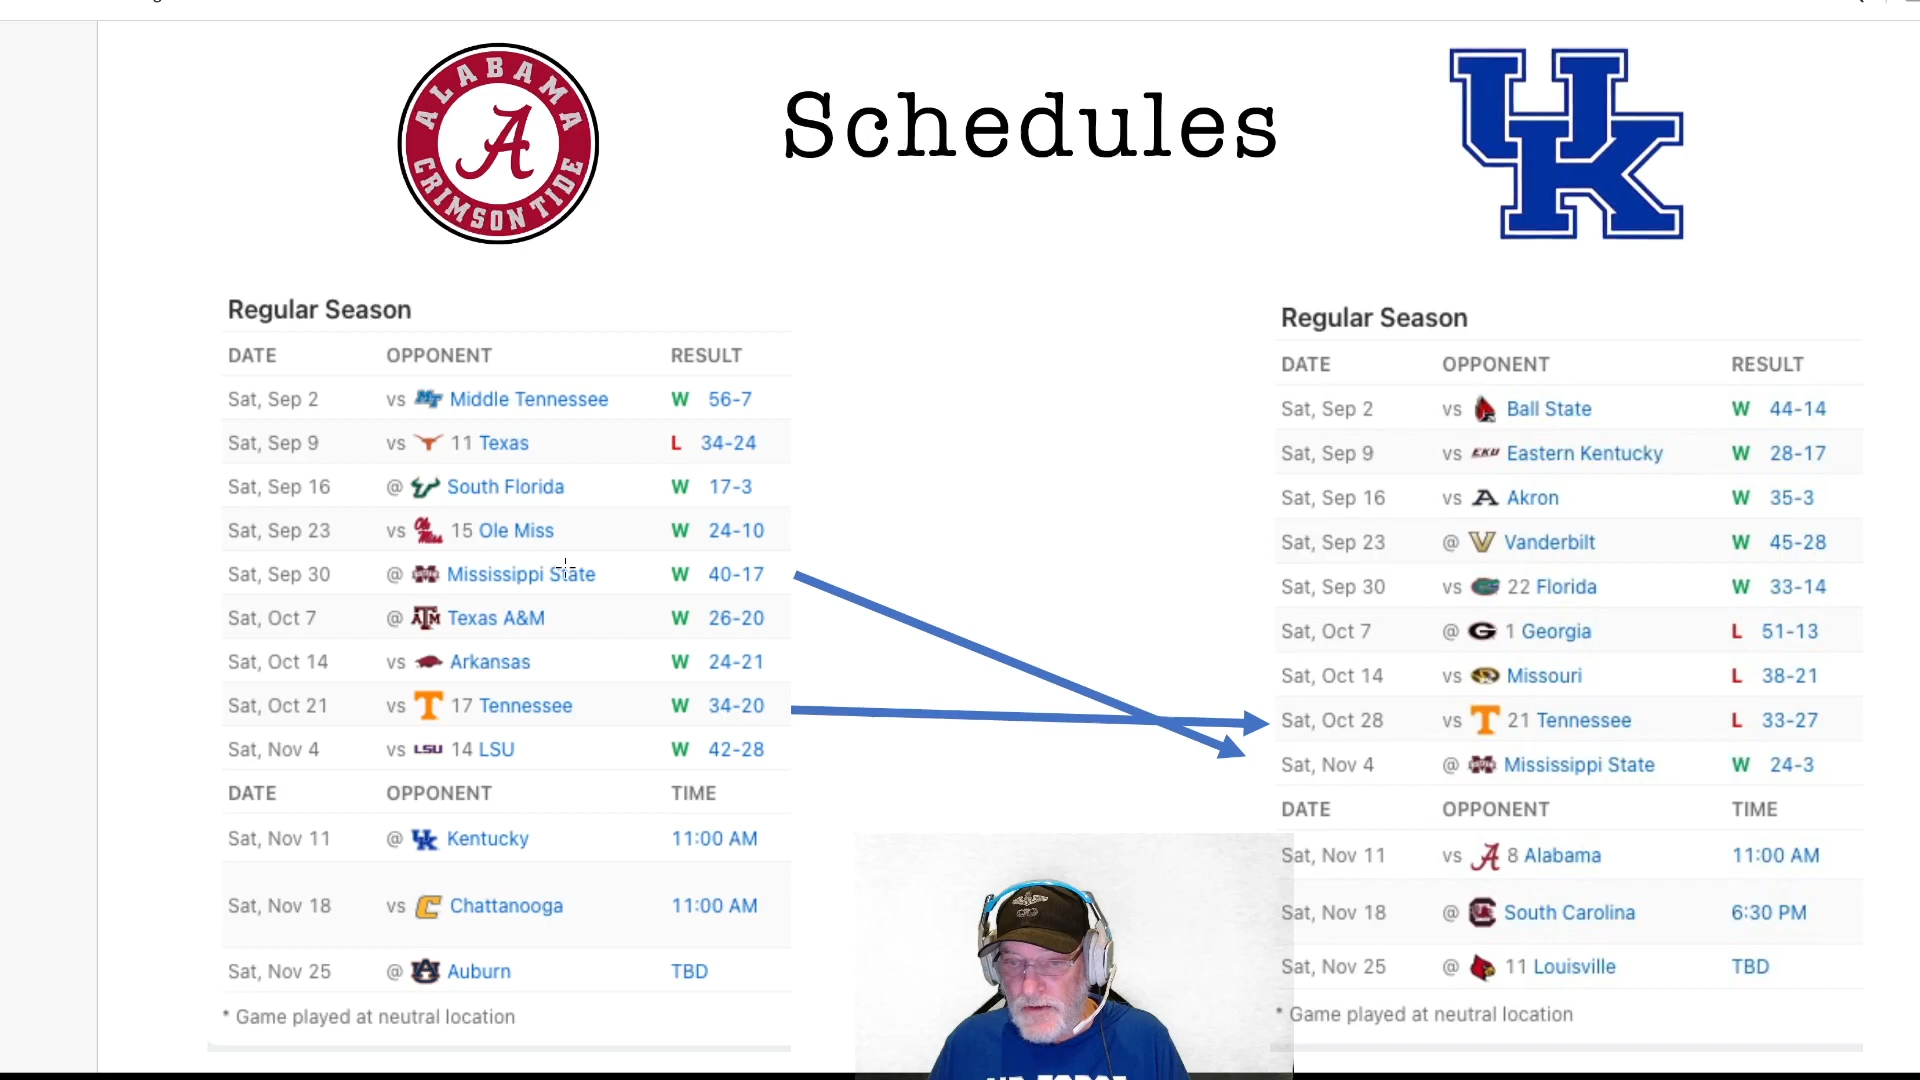 ALABAMA
A
CRIMSON TIDE
Schedules
UK
Regular Season
DATE OPPONENT RESULT
Sat, Sep 2 vs MT Middle Tennessee W 56-7
Sat, Sep 9 vs 11 Texas L 34-24
Sat, Sep 16 @ South Florida W 17-3
Sat, Sep 23 vs Ole Miss 15 Ole Miss W 24-10
Sat, Sep 30 @ Mississippi State W 40-17
Sat, Oct 7 @ ATM Texas A&M W 26-20
Sat, Oct 14 vs Arkansas W 24-21
Sat, Oct 21 vs T 17 Tennessee W 34-20
Sat, Nov 4 vs LSU 14 LSU W 42-28
DATE OPPONENT TIME
Sat, Nov 11 @ UK Kentucky 11:00 AM
Sat, Nov 18 vs C Chattanooga 11:00 AM
Sat, Nov 25 @ AU Auburn TBD
* Game played at neutral location
Regular Season
DATE OPPONENT RESULT
Sat, Sep 2 vs Ball State W 44-14
Sat, Sep 9 vs EKU Eastern Kentucky W 28-17
Sat, Sep 16 vs A Akron W 35-3
Sat, Sep 23 @ V Vanderbilt W 45-28
Sat, Sep 30 vs 22 Florida W 33-14
Sat, Oct 7 @ G 1 Georgia L 51-13
Sat, Oct 14 vs Missouri L 38-21
Sat, Oct 28 vs T 21 Tennessee L 33-27
Sat, Nov 4 @ Mississippi State W 24-3
DATE OPPONENT TIME
Sat, Nov 11 vs A 8 Alabama 11:00 AM
Sat, Nov 18 @ C South Carolina 6:30 PM
Sat, Nov 25 @ 11 Louisville TBD
* Game played at neutral location